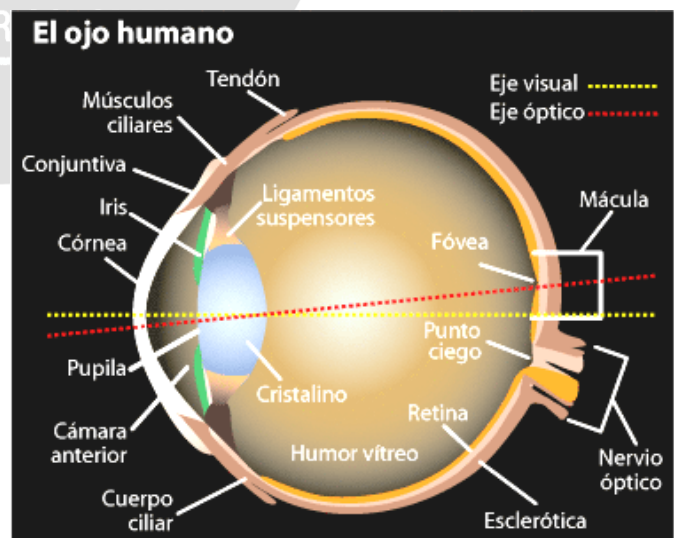 El ojo humano
Tendón
Eje visual
Eje óptico
Músculos
ciliares
Conjuntiva
Ligamentos
suspensores
Mácula
Iris
Córnea
Fóvea
Punto
ciego
Pupila
Cristalino
Retina
Cámara
anterior
Humor vítreo
Nervio
óptico
Cuerpo
ciliar
Esclerótica